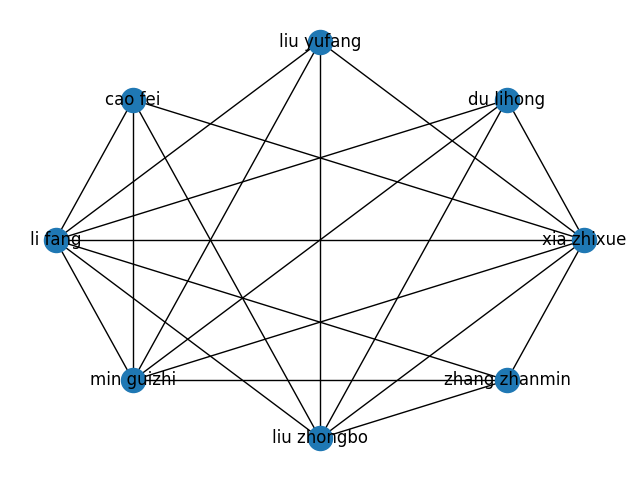 liu yufang
cao fei
du lihong
li fang
xia zhixue
min guizhi
zhang zhanmin
liu zhongbo